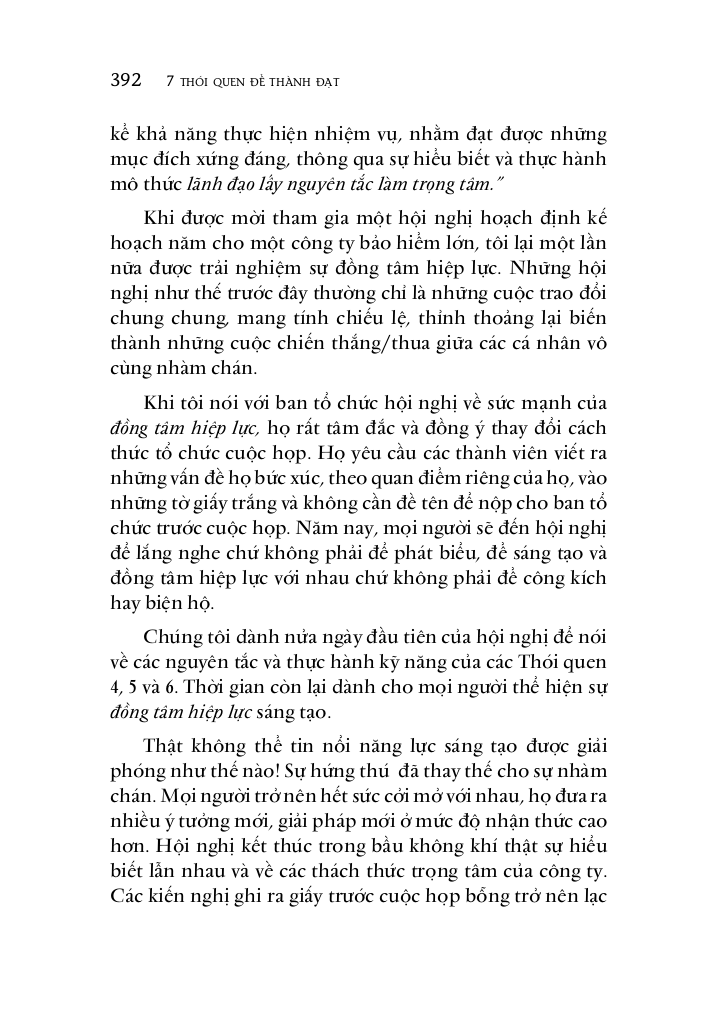 392 7 THÓI QUEN ĐỂ THÀNH ĐẠT
kể khả năng thực hiện nhiệm vụ, nhằm đạt được những
mục đích xứng đáng, thông qua sự hiểu biết và thực hành
mô thức lãnh đạo lấy nguyên tắc làm trọng tâm.”
Khi được mời tham gia một hội nghị hoạch định kế
hoạch năm cho một công ty bảo hiểm lớn, tôi lại một lần
nữa được trải nghiệm sự đồng tâm hiệp lực. Những hội
nghị như thế trước đây thường chỉ là những cuộc trao đổi
chung chung, mang tính chiếu lệ, thỉnh thoảng lại biến
thành những cuộc chiến thắng/thua giữa các cá nhân vô
cùng nhàm chán.
Khi tôi nói với ban tổ chức hội nghị về sức mạnh của
đồng tâm hiệp lực, họ rất tâm đắc và đồng ý thay đổi cách
thức tổ chức cuộc họp. Họ yêu cầu các thành viên viết ra
những vấn đề họ bức xúc, theo quan điểm riêng của họ, vào
những tờ giấy trắng và không cần đề tên để nộp cho ban tổ
chức trước cuộc họp. Năm nay, mọi người sẽ đến hội nghị
để lắng nghe chứ không phải để phát biểu, để sáng tạo và
đồng tâm hiệp lực với nhau chứ không phải để công kích
hay biện hộ.
Chúng tôi dành nửa ngày đầu tiên của hội nghị để nói
về các nguyên tắc và thực hành kỹ năng của các Thói quen
4, 5 và 6. Thời gian còn lại dành cho mọi người thể hiện sự
đồng tâm hiệp lực sáng tạo.
Thật không thể tin nổi năng lực sáng tạo được giải
phóng như thế nào! Sự hứng thú đã thay thế cho sự nhàm
chán. Mọi người trở nên hết sức cởi mở với nhau, họ đưa ra
nhiều ý tưởng mới, giải pháp mới ở mức độ nhận thức cao
hơn. Hội nghị kết thúc trong bầu không khí thật sự hiểu
biết lẫn nhau và về các thách thức trọng tâm của công ty.
Các kiến nghị ghi ra giấy trước cuộc họp bỗng trở nên lạc